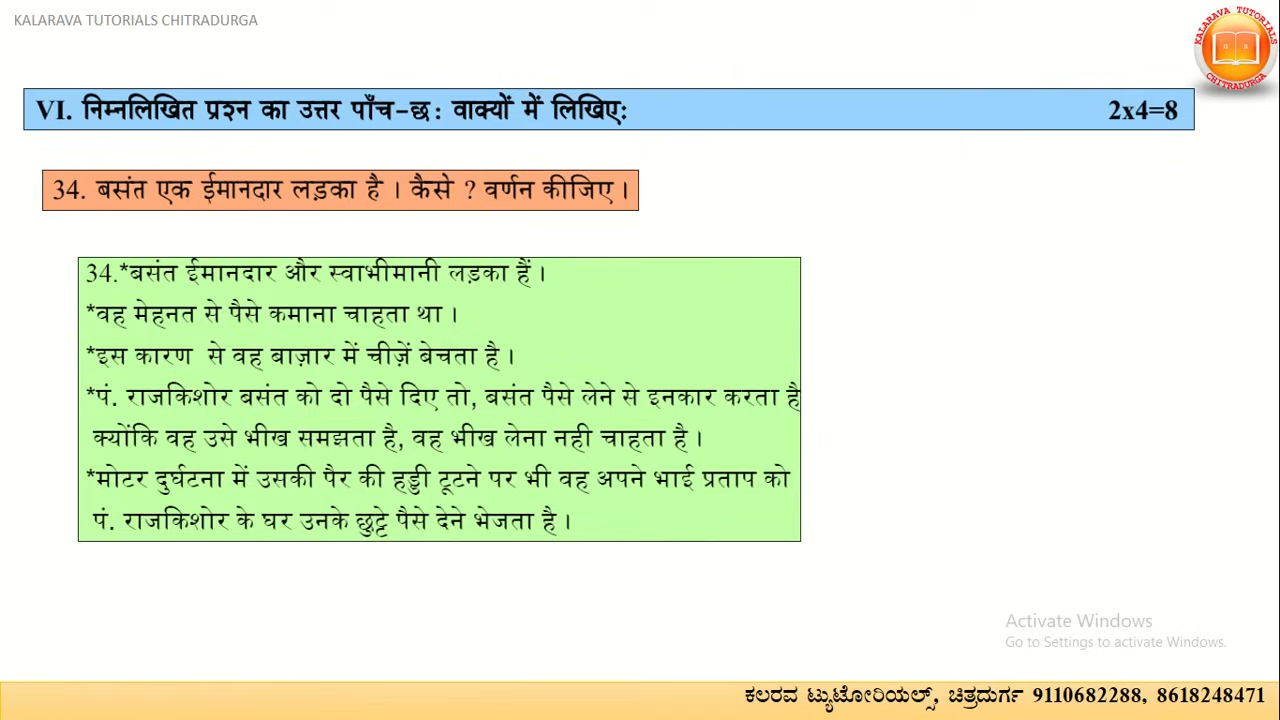 KALARAVA TUTORIALS CHITRADURGA
KALARAVA TUTORIALS
CHITRADURGA
VI. निम्नलिखित प्रश्न का उत्तर पाँच-छः वाक्यों में लिखिएः 2x4=8
34. बसंत एक ईमानदार लड़का है । कैसे ? वर्णन कीजिए ।
34.*बसंत ईमानदार और स्वाभीमानी लड़का हैं ।
*वह मेहनत से पैसे कमाना चाहता था ।
*इस कारण से वह बाज़ार में चीज़ें बेचता है ।
*पं. राजकिशोर बसंत को दो पैसे दिए तो, बसंत पैसे लेने से इनकार करता है
क्योंकि वह उसे भीख समझता है, वह भीख लेना नही चाहता है ।
*मोटर दुर्घटना में उसकी पैर की हड्डी टूटने पर भी वह अपने भाई प्रताप को
पं. राजकिशोर के घर उनके छुट्टे पैसे देने भेजता है ।
Activate Windows
Go to Settings to activate Windows.
ಕಲರವ ಟ್ಯುಟೋರಿಯಲ್ಸ್, ಚಿತ್ರದುರ್ಗ 9110682288, 8618248471